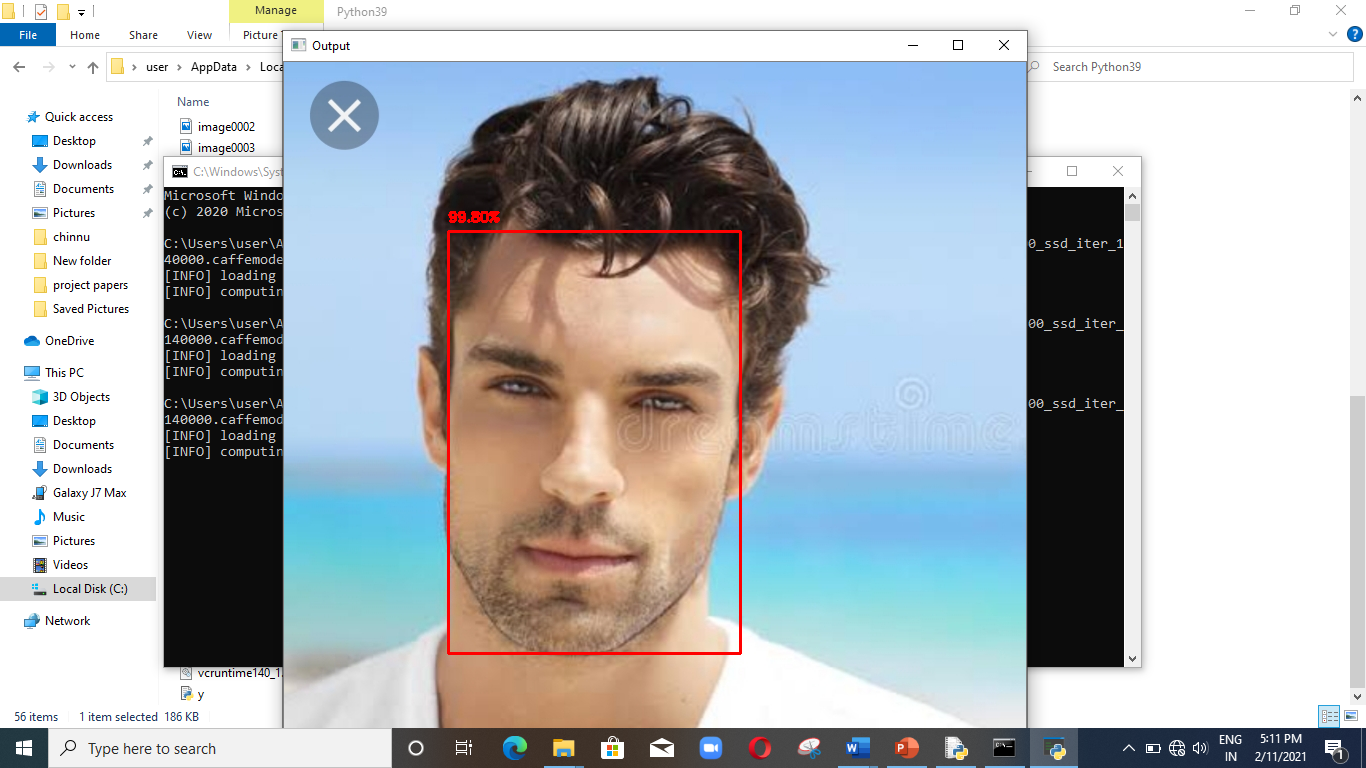 Manage
Python39
File
Home
Share
View
Picture
Output
user
AppData
Loca
Search Python39
Quick access
Desktop
Downloads
Documents
Pictures
chinnu
New folder
project papers
Saved Pictures
OneDrive
This PC
3D Objects
Desktop
Documents
Downloads
Galaxy J7 Max
Music
Pictures
Videos
Local Disk (C:)
Network
Name
image0002
image0003
C:\Windows\Syst
Microsoft Windo
(c) 2020 Micros
C:\Users\user\A
0_ssd_iter_1
40000.caffemode
[INFO] loading
[INFO] computin
C:\Users\user\A
00_ssd_iter_
140000.caffemod
[INFO] loading
[INFO] computin
C:\Users\user\A
00_ssd_iter_
140000.caffemod
[INFO] loading
[INFO] computin
dreamstime
vcruntime140_1
y
56 items
1 item selected 186 KB
Type here to search
ENG
IN
5:11 PM
2/11/2021
1